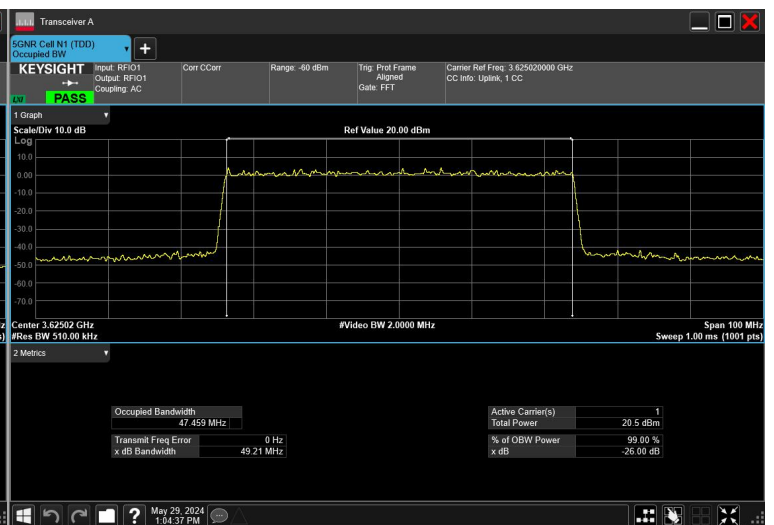 Transceiver A
5GNR Cell N1 (TDD)
Occupied BW
+
KEYSIGHT
Input: RFIO1
Output: RFIO1
Coupling: AC
Corr CCorr
Range: -60 dBm
Trig: Prot Frame
Aligned
Gate: FFT
Carrier Ref Freq: 3.625020000 GHz
CC Info: Uplink, 1 CC
LXI
PASS
1 Graph
Scale/Div 10.0 dB
Ref Value 20.00 dBm
Log
10.0
0.00
-10.0
-20.0
-30.0
-40.0
-50.0
-60.0
-70.0
Center 3.62502 GHz
#Video BW 2.0000 MHz
Span 100 MHz
#Res BW 510.00 kHz
Sweep 1.00 ms (1001 pts)
2 Metrics
Occupied Bandwidth
47.459 MHz
Transmit Freq Error 0 Hz
x dB Bandwidth 49.21 MHz
Active Carrier(s) 1
Total Power 20.5 dBm
% of OBW Power 99.00 %
x dB -26.00 dB
?
May 29, 2024
1:04:37 PM